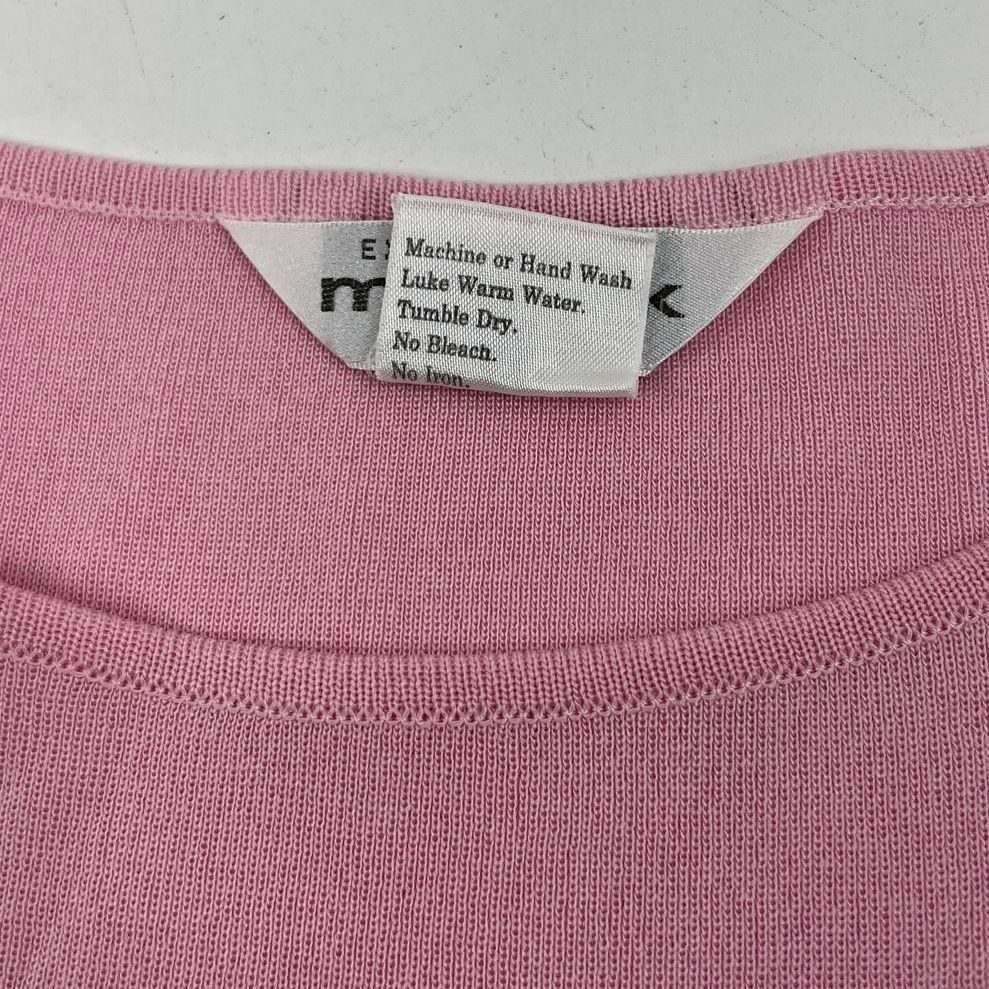 Machine or Hand Wash
Luke Warm Water.
Tumble Dry.
No Bleach.
No Iron.